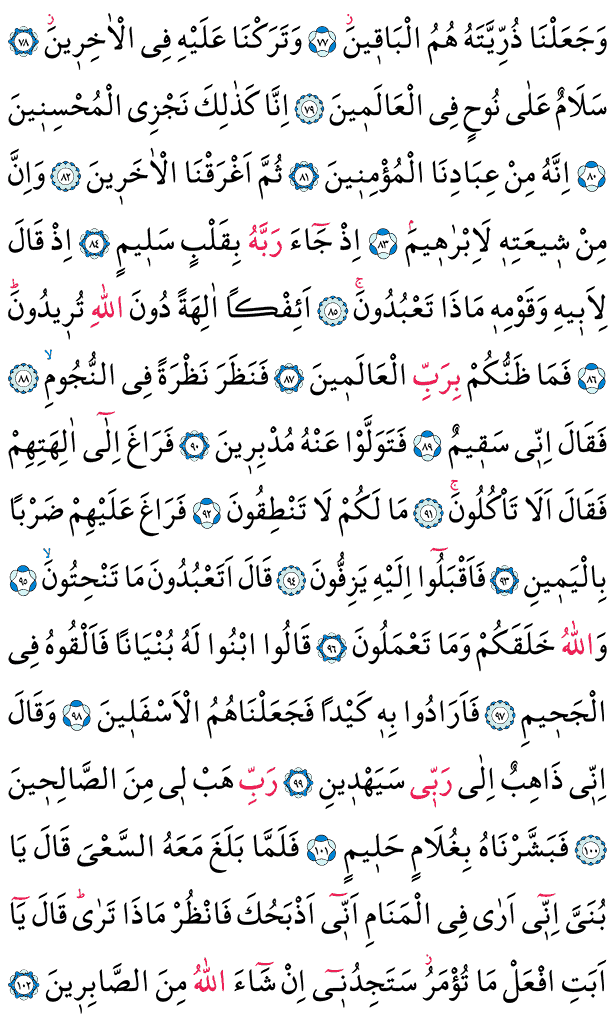 وَجَعَلْنَا ذُرِّيَّتَهُ هُمُ الْبَاقٖينَۘ ﴿٧٧﴾ وَتَرَكْنَا عَلَيْهِ فِى الْاٰخِرٖينَۘ ﴿٧٨﴾
سَلَامٌ عَلٰى نُوحٍ فِى الْعَالَمٖينَ ﴿٧٩﴾ اِنَّا كَذٰلِكَ نَجْزِى الْمُحْسِنٖينَ
﴿٨٠﴾ اِنَّهُ مِنْ عِبَادِنَا الْمُؤْمِنٖينَ ﴿٨١﴾ ثُمَّ اَغْرَقْنَا الْاٰخَرٖينَ ﴿٨٢﴾ وَاِنَّ
مِنْ شٖيعَتِهٖ لَاِبْرٰهٖيمَۘ ﴿٨٣﴾ اِذْ جَٓاءَ رَبَّهُ بِقَلْبٍ سَلٖيمٍ ﴿٨٤﴾ اِذْ قَالَ
لِاَبٖيهِ وَقَوْمِهٖ مَاذَا تَعْبُدُونَۚ ﴿٨٥﴾ اَئِفْكاً اٰلِهَةً دُونَ اللّٰهِ تُرٖيدُونَؕ
﴿٨٦﴾ فَمَا ظَنُّكُمْ بِرَبِّ الْعَالَمٖينَ ﴿٨٧﴾ فَنَظَرَ نَظْرَةً فِى النُّجُومِۙ ﴿٨٨﴾
فَقَالَ اِنّٖى سَقٖيمٌ ﴿٨٩﴾ فَتَوَلَّوْا عَنْهُ مُدْبِرٖينَ ﴿٩٠﴾ فَرَاغَ اِلٰٓى اٰلِهَتِهِمْ
فَقَالَ اَلَا تَاْكُلُونَۚ ﴿٩١﴾ مَا لَكُمْ لَا تَنْطِقُونَ ﴿٩٢﴾ فَرَاغَ عَلَيْهِمْ ضَرْبًا
بِالْيَمٖينِ ﴿٩٣﴾ فَاَقْبَلُٓوا اِلَيْهِ يَزِفُّونَ ﴿٩٤﴾ قَالَ اَتَعْبُدُونَ مَا تَنْحِتُونَۙ ﴿٩٥﴾
وَاللّٰهُ خَلَقَكُمْ وَمَا تَعْمَلُونَ ﴿٩٦﴾ قَالُوا ابْنُوا لَهُ بُنْيَانًا فَاَلْقُوهُ فِى
الْجَحٖيمِ ﴿٩٧﴾ فَاَرَادُوا بِهٖ كَيْدًا فَجَعَلْنَاهُمُ الْاَسْفَلٖينَ ﴿٩٨﴾ وَقَالَ
اِنّٖى ذَاهِبٌ اِلٰى رَبّٖى سَيَهْدٖينِ ﴿٩٩﴾ رَبِّ هَبْ لٖى مِنَ الصَّالِحٖينَ
﴿١٠٠﴾ فَبَشَّرْنَاهُ بِغُلَامٍ حَلٖيمٍ ﴿١٠١﴾ فَلَمَّا بَلَغَ مَعَهُ السَّعْىَ قَالَ يَا
بُنَىَّ اِنّٖٓى اَرٰى فِى الْمَنَامِ اَنّٖٓى اَذْبَحُكَ فَانْظُرْ مَاذَا تَرٰىؕ قَالَ يَٓا
اَبَتِ افْعَلْ مَا تُؤْمَرُۘ سَتَجِدُنٖٓى اِنْ شَٓاءَ اللّٰهُ مِنَ الصَّابِرٖينَ ﴿١٠٢﴾